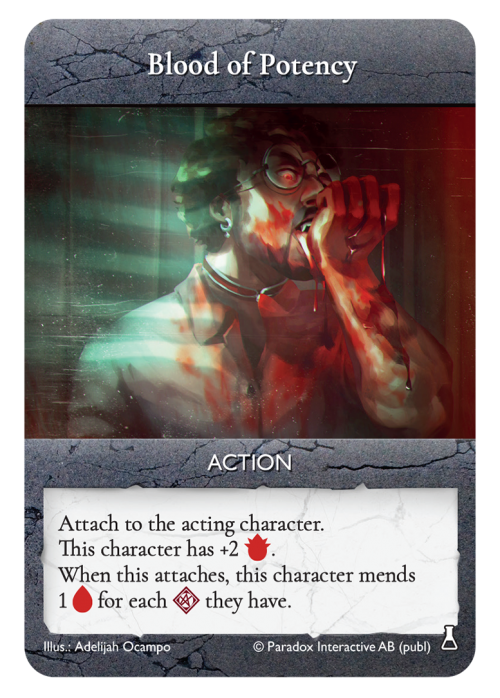 Blood of Potency
ACTION
Attach to the acting character.
This character has +2 .
When this attaches, this character mends
1 for each they have.
Illus.: Adelijah Ocampo © Paradox Interactive AB (publ)